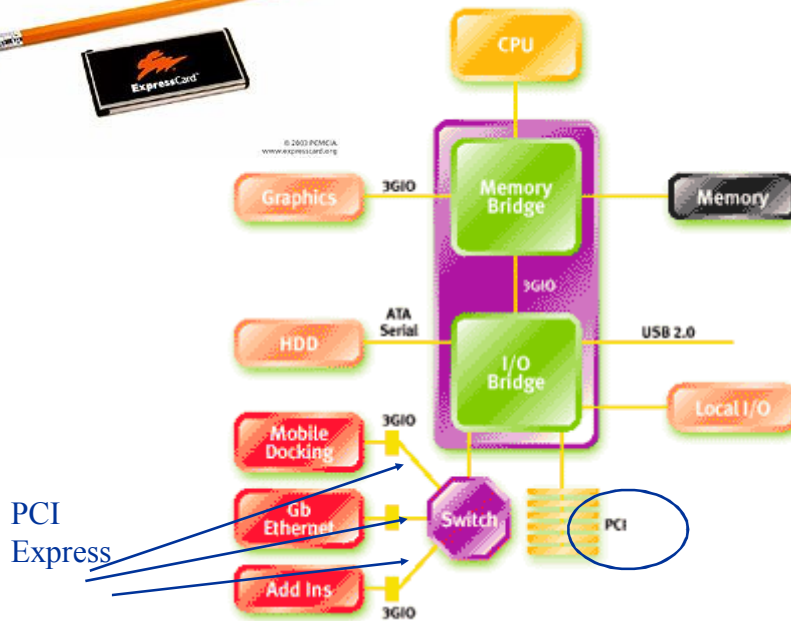 ExpressCard™
© 2003 PCMCIA
www.expresscard.org
CPU
Graphics
3GIO
Memory
Bridge
Memory
3GIO
HDD
ATA
Serial
I/O
Bridge
USB 2.0
Local I/O
Mobile
Docking
3GIO
Gb
Ethernet
Switch
PCI
Add Ins
3GIO
PCI
Express